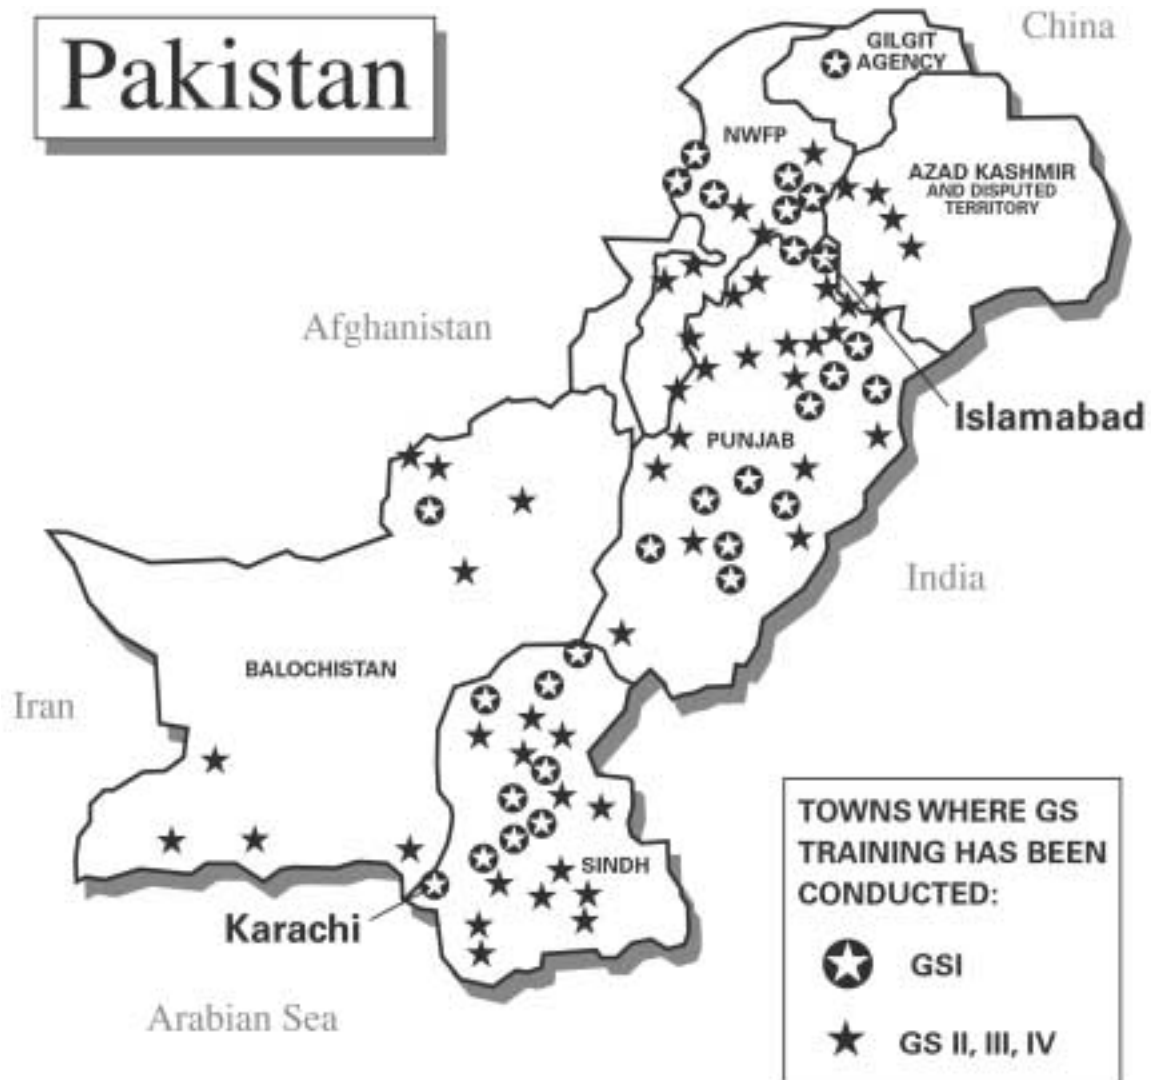 Pakistan
China
GILGIT
AGENCY
NWFP
AZAD KASHMIR
AND DISPUTED
TERRITORY
Afghanistan
Islamabad
PUNJAB
India
BALOCHISTAN
Iran
TOWNS WHERE GS
TRAINING HAS BEEN
CONDUCTED:
SINDH
Karachi
GSI
Arabian Sea
GS II, III, IV